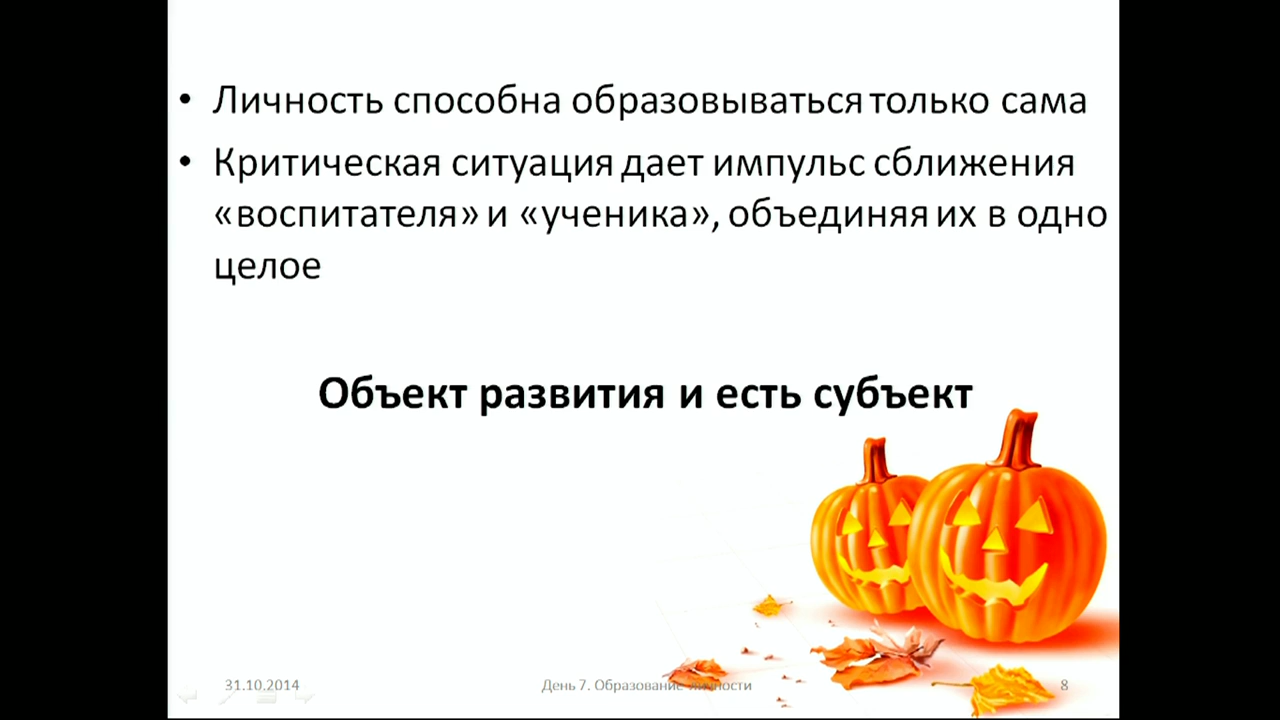 • Личность способна образовываться только сама
• Критическая ситуация дает импульс сближения
«воспитателя» и «ученика», объединяя их в одно
целое
Объект развития и есть субъект
31.10.2014
День 7. Образование личности
8